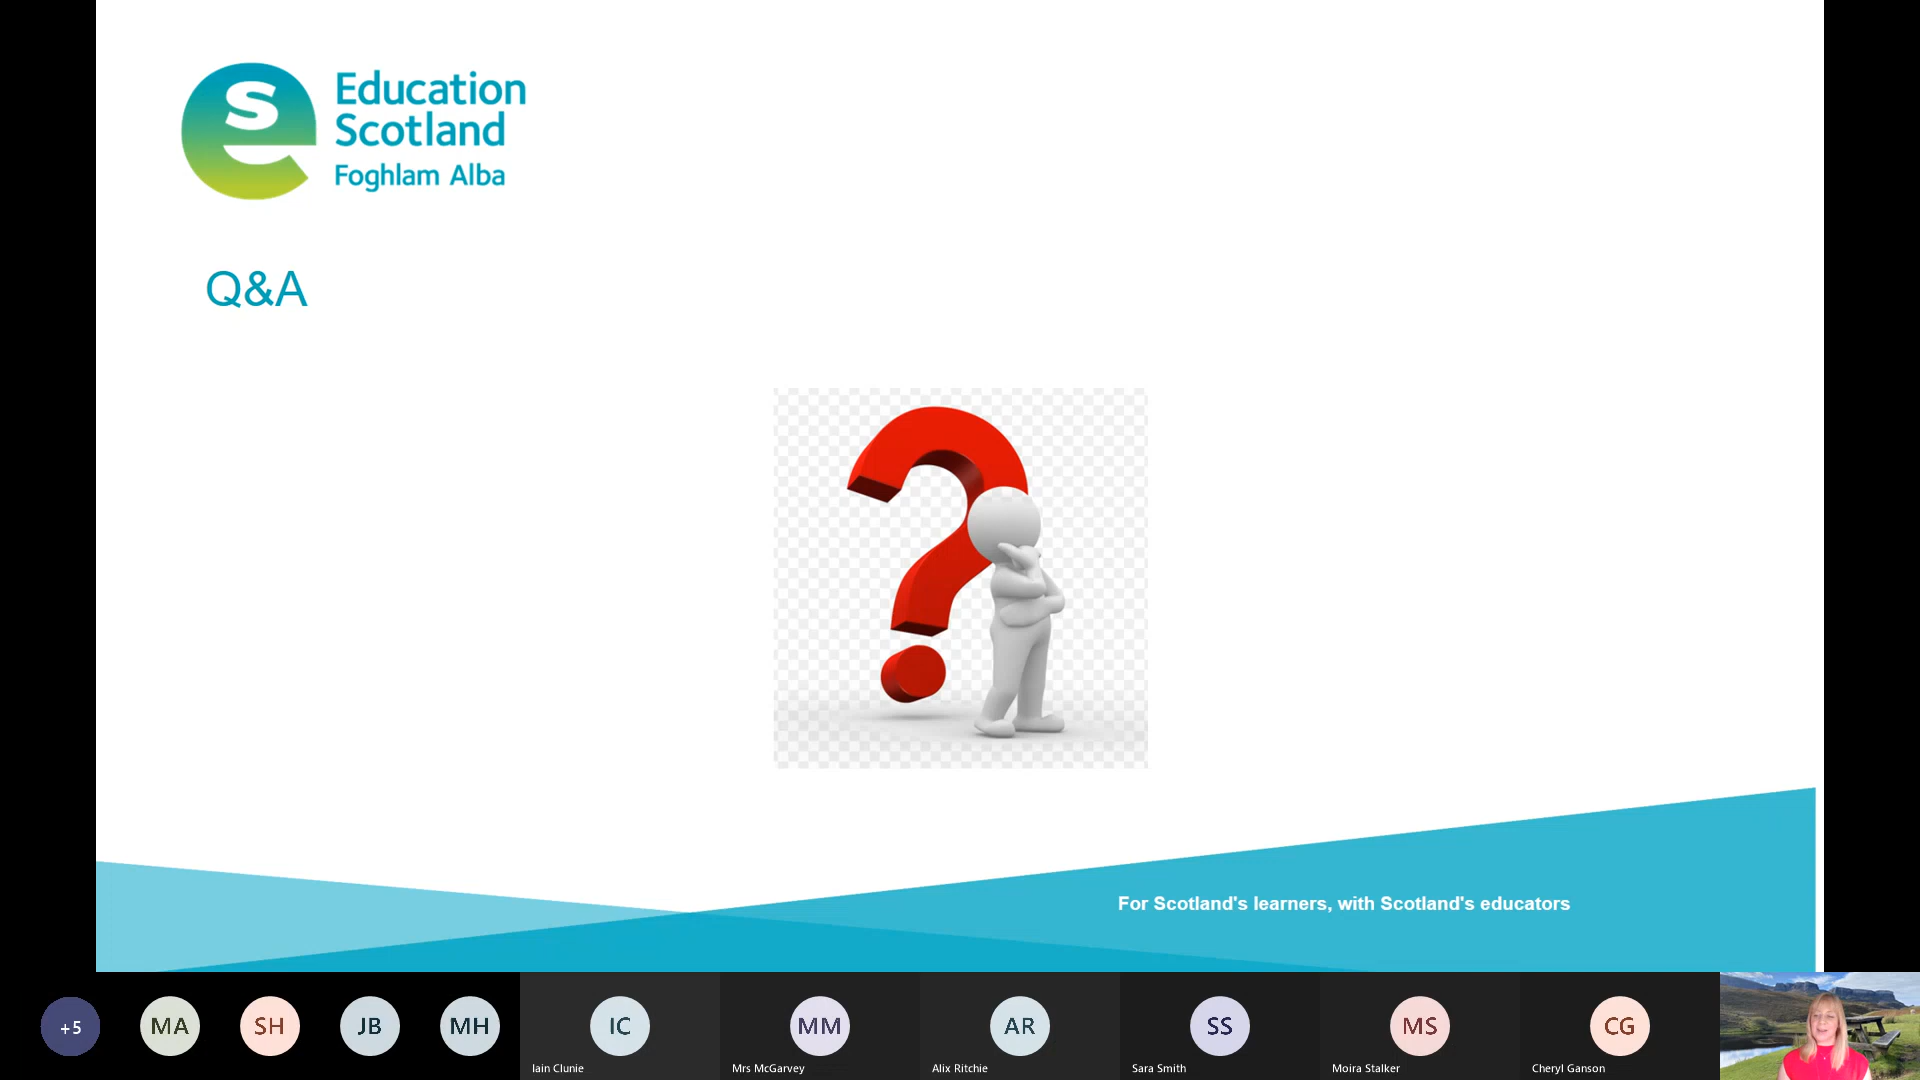 s
Education
Scotland
Foghlam Alba
Q&A
For Scotland's learners, with Scotland's educators
+5
MA
SH
JB
MH
IC
MM
AR
SS
MS
CG
Iain Clunie
Mrs McGarvey
Alix Ritchie
Sara Smith
Moira Stalker
Cheryl Ganson